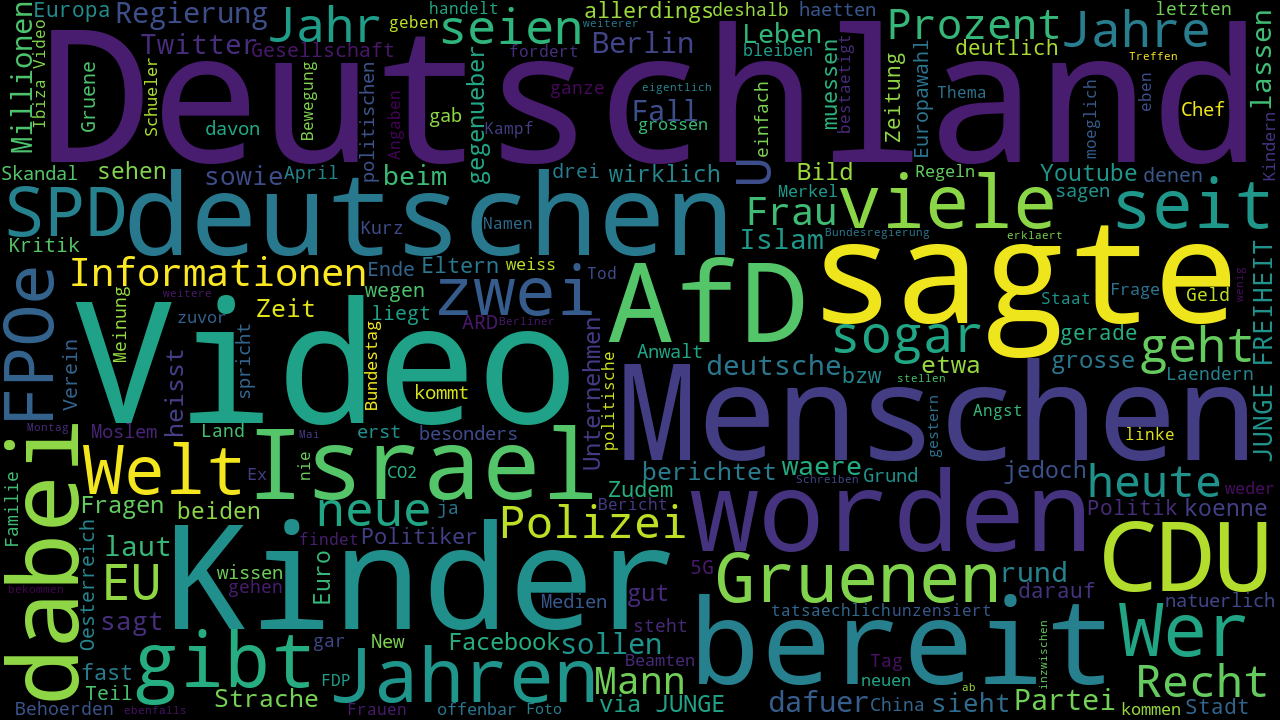 Europa Regierung Jahr handelt geben seien weiterer allerdings deshalb haetten Prozent letzten
Millionen Ibiza Video Twitter Gesellschaft fordert Berlin Leben bleiben Jahre deutlich Treffen lassen
Deutschland
Gruene Schueler Bewegung politischen Angaben gab Kampf gegenueber ganze Fall eigentlich grossen einfach muessen bestaetigt Zeitung Europawahl Thema moeglich eben Chef Kindern
davon
Skandal sehen sowie April beim drei wirklich U Bild Regeln Youtube denen
SPD deutschen Kurz Namen Merkel Frau viele sagen seit
Kritik Islam Bundesregierung erklaert
Informationen Ende Eltern weiss Tod AfD sagte Staat Frage Geld wenig JUNGE FREIHEIT
FPOe weitere Zeit wegen zwei
Meinung zuvor liegt ARD Berliner sogar gerade geht
Verein heisst spricht Video Bundestag kommt Unternehmen politische Anwalt deutsche bzw etwa stellen grosse Laendern
Menschen Angst gestern linke
Montag Moslem Land Mai erst besonders
dabei Welt Israel Ex nie CO2 berichtet waere Schreiben Grund jedoch heute weder
Familie Fragen beiden neue ja Zudem Bericht worden Politik koenne
Oesterreich laut Kinder findet Politiker Polizei CDU
EU wissen gehen Euro Medien gut 5G Gruenen rund darauf natuerlich
bekommen sagt gar New Facebook sollen steht tatsaechlich unzensiert bereit inzwischen Wer
fast gibt FDP Jahren Beamten Tag neuen Recht
Teil Strache Mann ab
Behoerden ebenfalls Frauen offenbar Foto via JUNGE dafuer China sieht Partei kommen Stadt